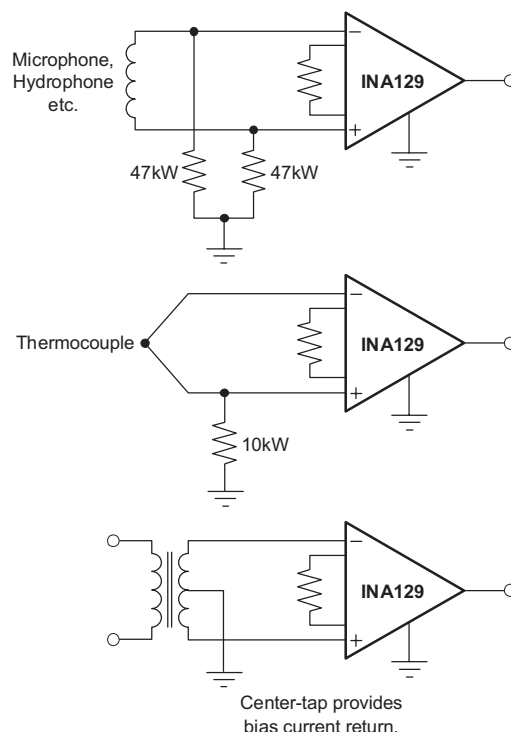 Microphone,
Hydrophone
etc.
−
INA129
+
47kW
47kW
−
Thermocouple
INA129
+
10kW
−
INA129
+
Center-tap provides
bias current return.